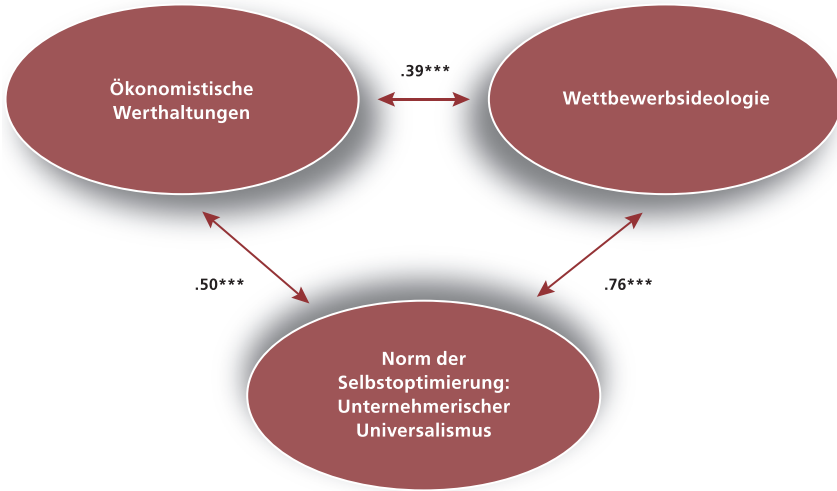 .39***
Ökonomistische
Werthaltungen
Wettbewerbsideologie
.50***
.76***
Norm der
Selbstoptimierung:
Unternehmerischer
Universalismus